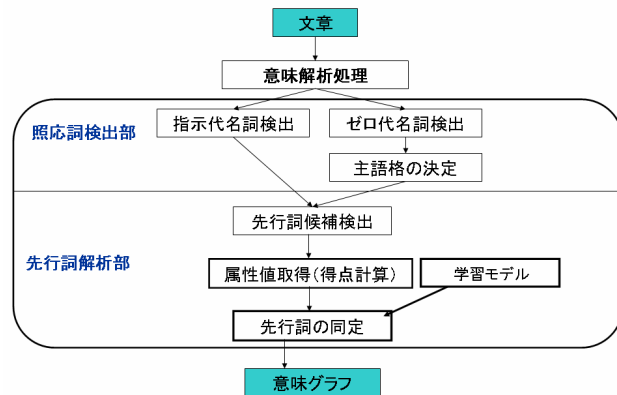 文章
意味解析処理
照応詞検出部
指示代名詞検出
ゼロ代名詞検出
主語格の決定
先行詞候補検出
先行詞解析部
属性値取得(得点計算)
学習モデル
先行詞の同定
意味グラフ